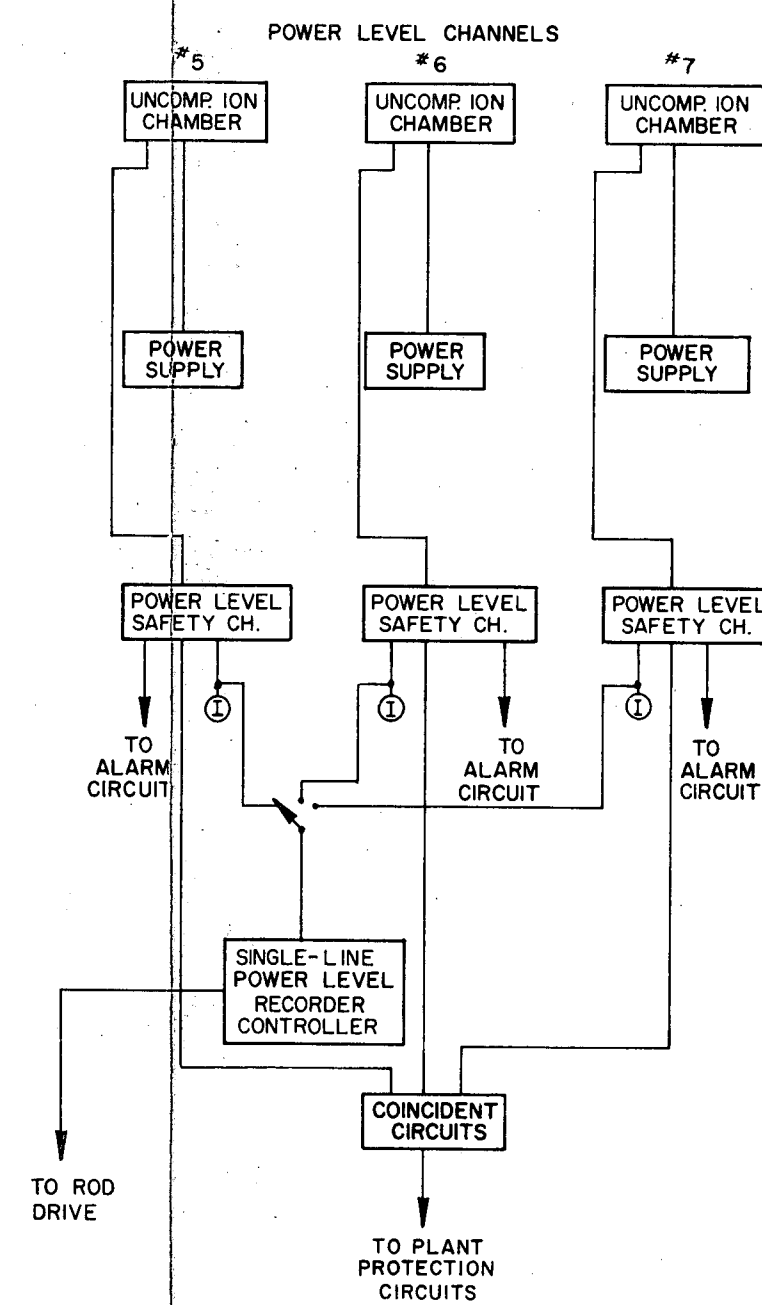 POWER LEVEL CHANNELS
#5
#6
#7
UNCOMP. ION
CHAMBER
UNCOMP. ION
CHAMBER
UNCOMP. ION
CHAMBER
POWER
SUPPLY
POWER
SUPPLY
POWER
SUPPLY
POWER LEVEL
SAFETY CH.
POWER LEVEL
SAFETY CH.
POWER LEVEL
SAFETY CH.
I
I
I
TO
ALARM
CIRCUIT
TO
ALARM
CIRCUIT
TO
ALARM
CIRCUIT
SINGLE-LINE
POWER LEVEL
RECORDER
CONTROLLER
COINCIDENT
CIRCUITS
TO ROD
DRIVE
TO PLANT
PROTECTION
CIRCUITS